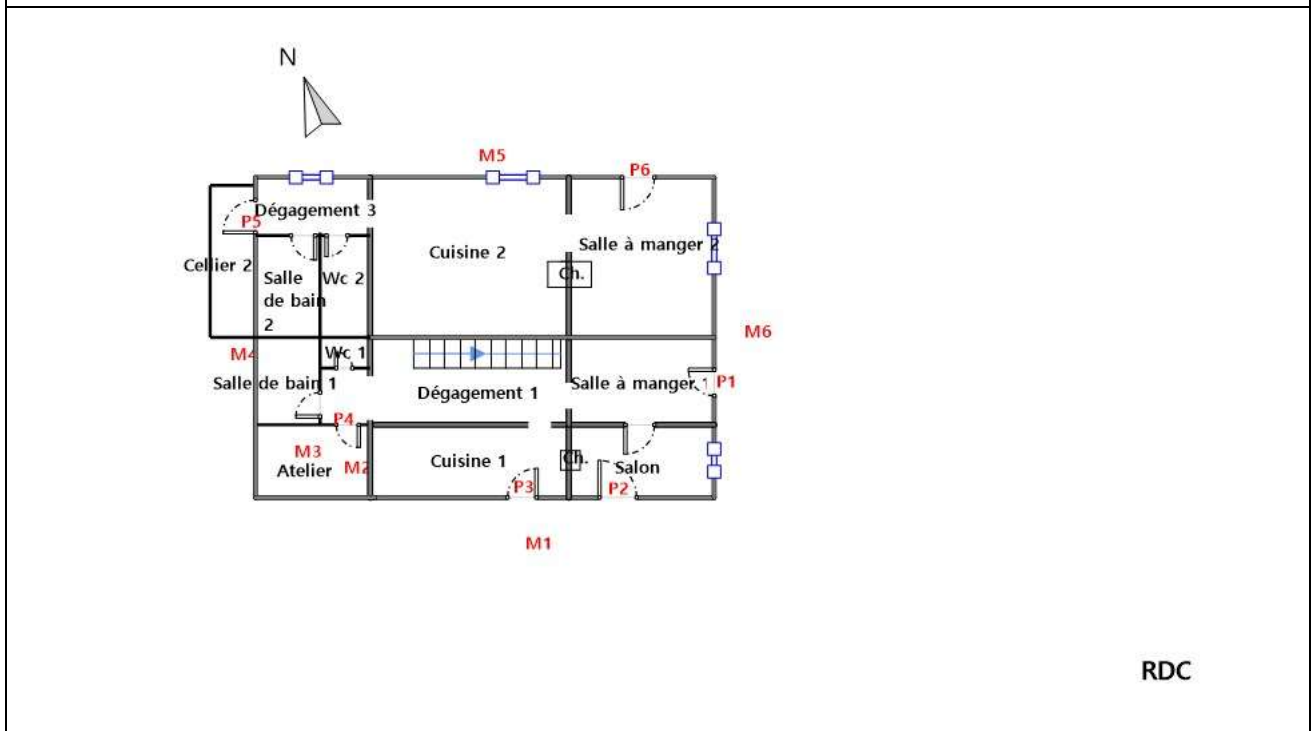 N
M5
P6
Dégagement 3
P5
Cuisine 2
Salle à manger 2
Cellier 2
Salle
de bain
2
Wc 2
Ch.
M6
M4
Wc 1
Salle de bain 1
Dégagement 1
Salle à manger 1
P1
P4
M3
Atelier
M2
Cuisine 1
Ch.
Salon
P3
P2
M1
RDC